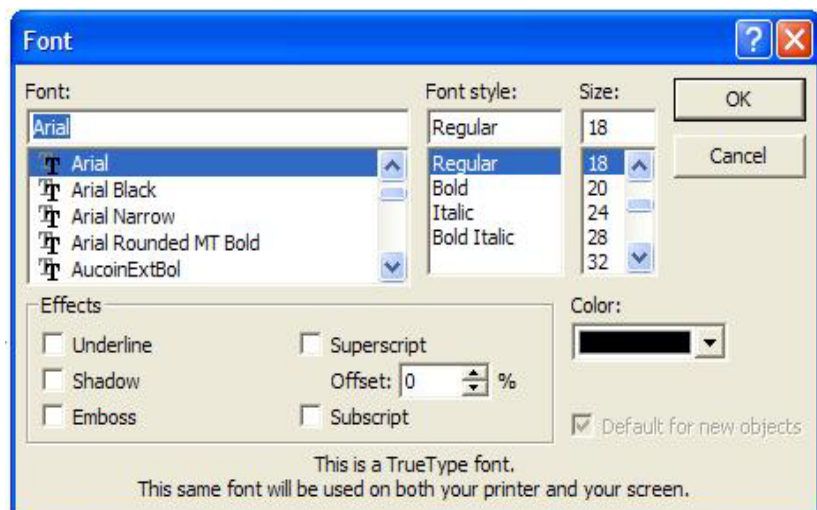 Font
Font:
Font style:
Size:
OK
Arial
Regular
18
Cancel
Arial
Arial Black
Arial Narrow
Arial Rounded MT Bold
AucoinExtBol
Regular
Bold
Italic
Bold Italic
18
20
24
28
32
Effects
Underline
Shadow
Emboss
Superscript
Offset: 0 %
Subscript
Color:
Default for new objects
This is a TrueType font.
This same font will be used on both your printer and your screen.